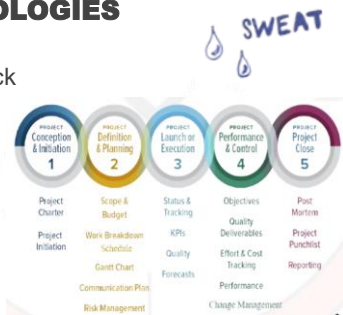 OLOGIES
SWEAT
ck
PROJECT
Conception
& Initiation
1
PROJECT
Definition
& Planning
2
PROJECT
Launch or
Execution
3
PROJECT
Performance
& Control
4
PROJECT
Project
Close
5
Project
Charter
Project
Initiation
Scope &
Budget
Work Breakdown
Schedule
Gantt Chart
Communication Plan
Risk Management
Status &
Tracking
KPIs
Quality
Forecasts
Objectives
Quality
Deliverables
Effort & Cost
Tracking
Performance
Change Management
Post
Mortem
Project
Punchlist
Reporting